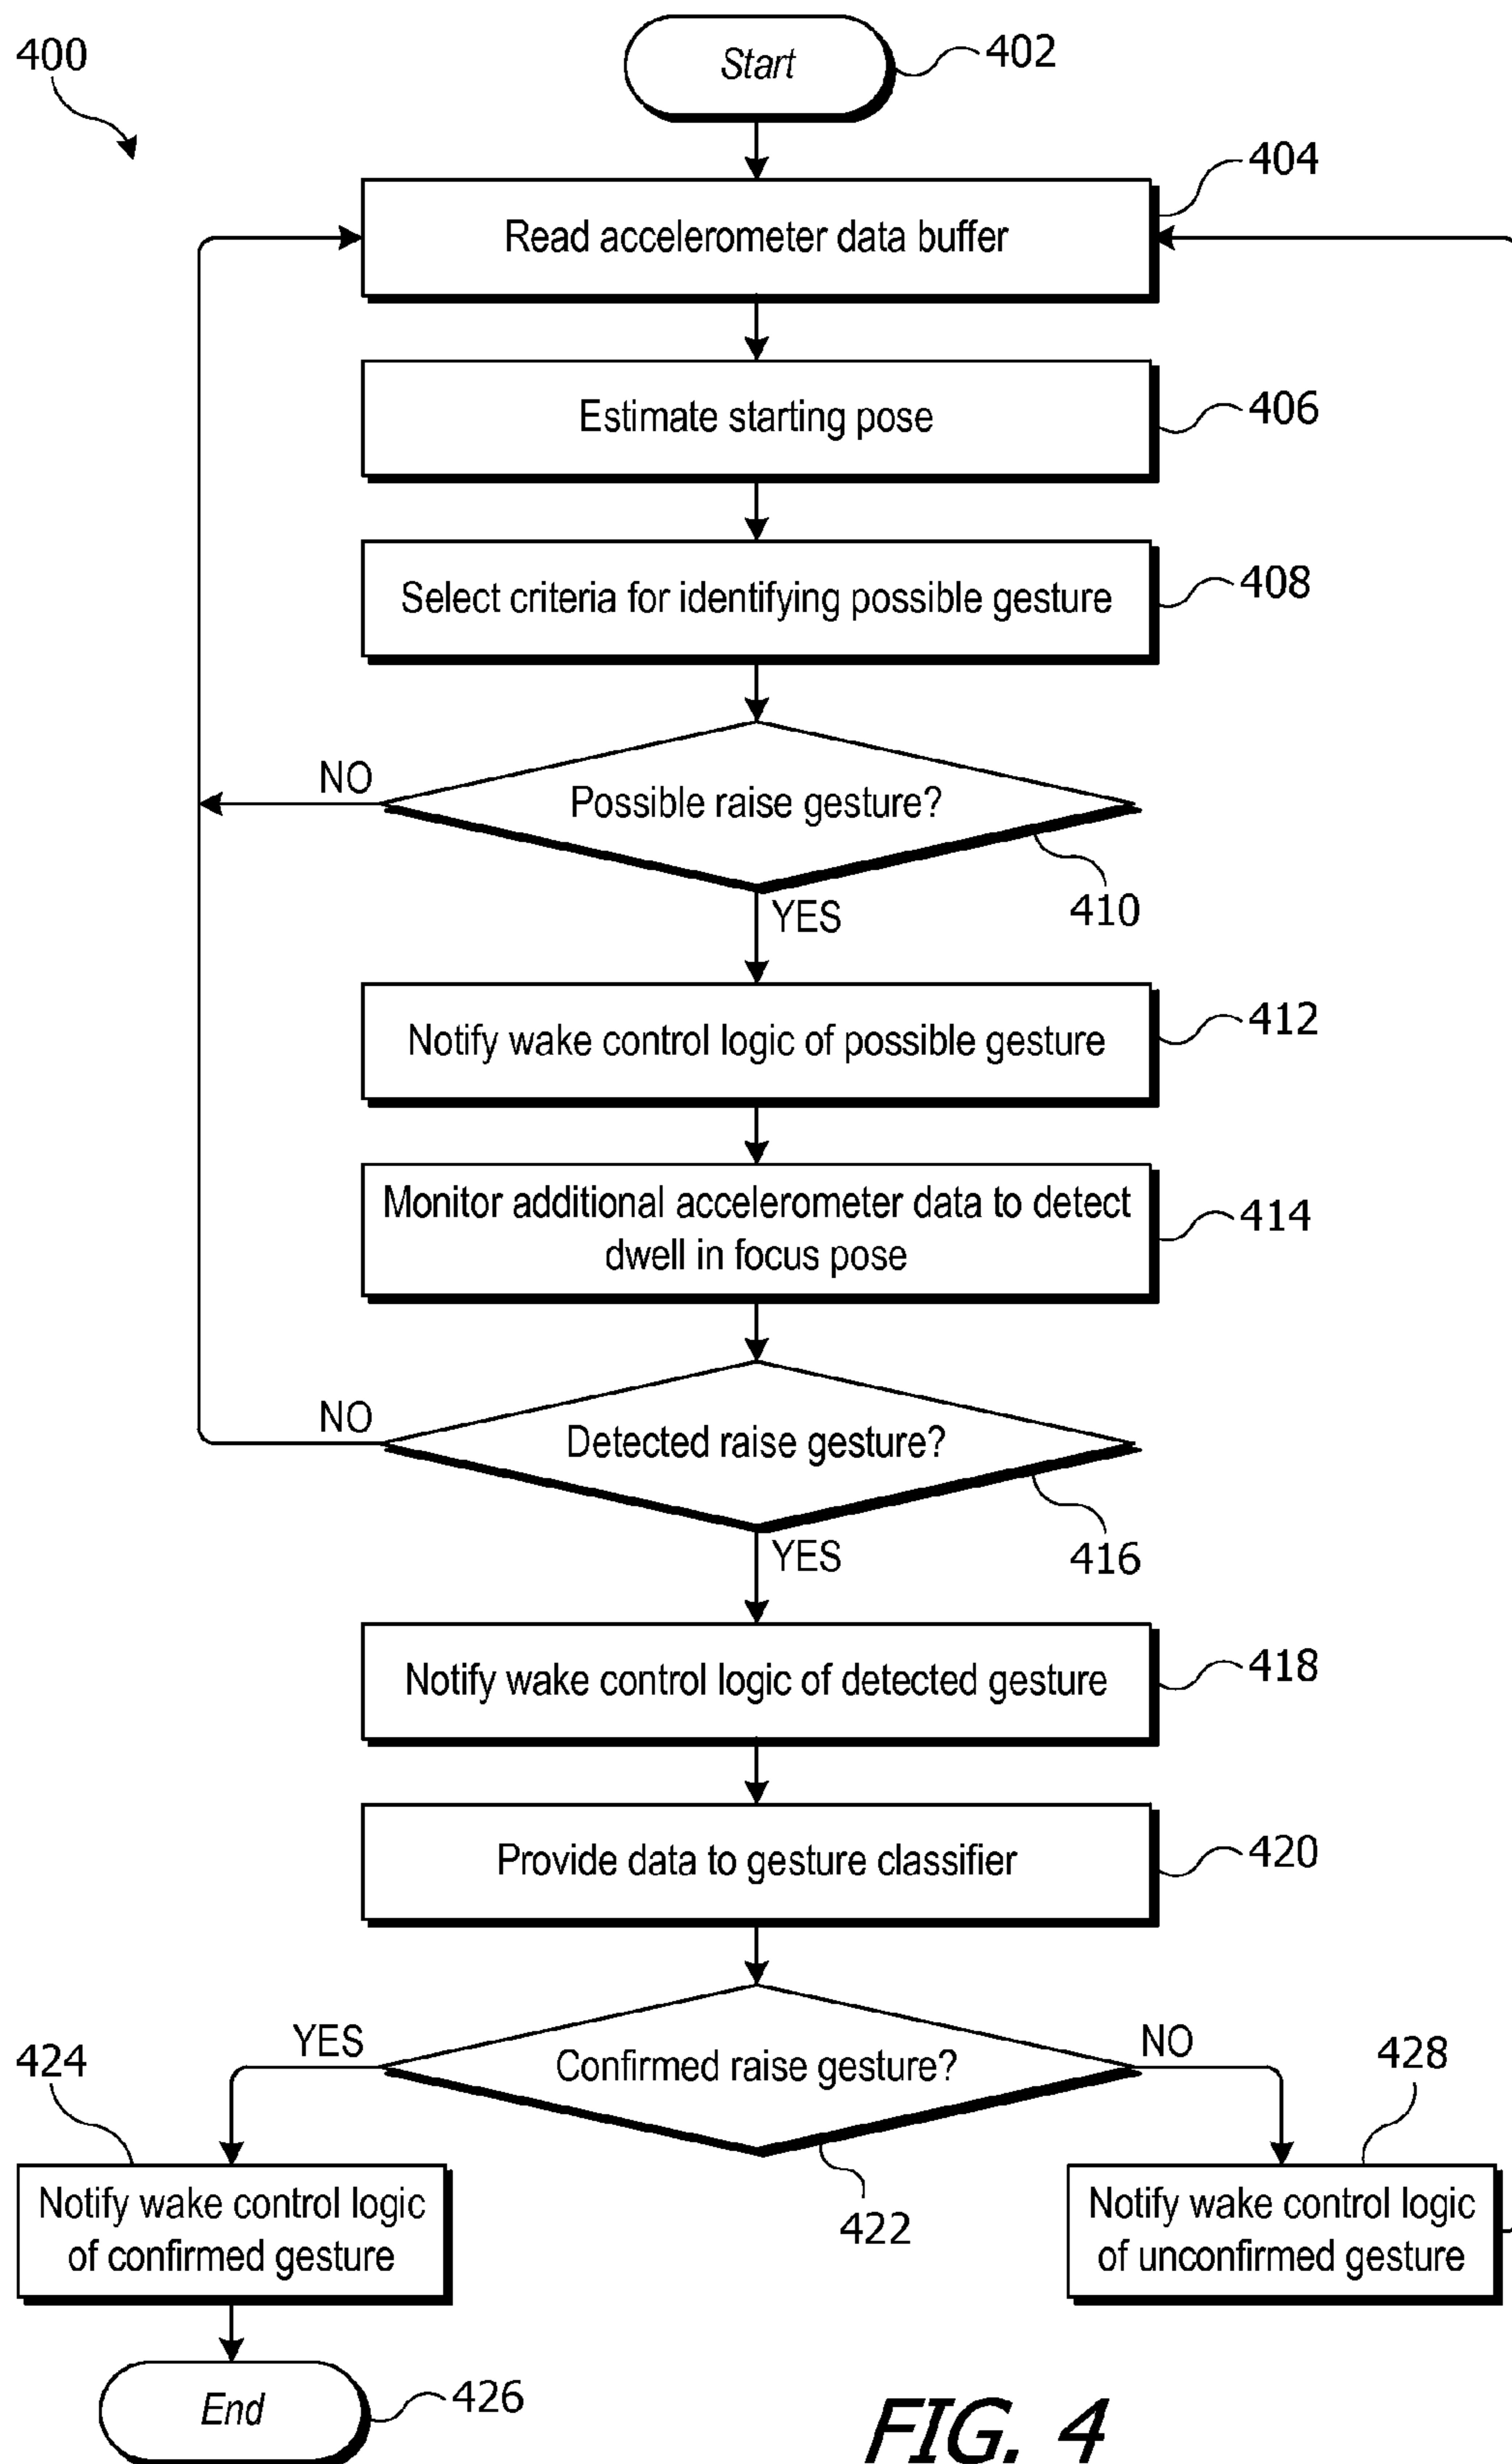 400
Start
402
404
Read accelerometer data buffer
Estimate starting pose
406
Select criteria for identifying possible gesture
408
NO
Possible raise gesture?
410
YES
Notify wake control logic of possible gesture
412
Monitor additional accelerometer data to detect
dwell in focus pose
414
NO
Detected raise gesture?
416
YES
Notify wake control logic of detected gesture
418
Provide data to gesture classifier
420
YES
Confirmed raise gesture?
NO
422
424
Notify wake control logic
of confirmed gesture
428
Notify wake control logic
of unconfirmed gesture
End
426
FIG. 4